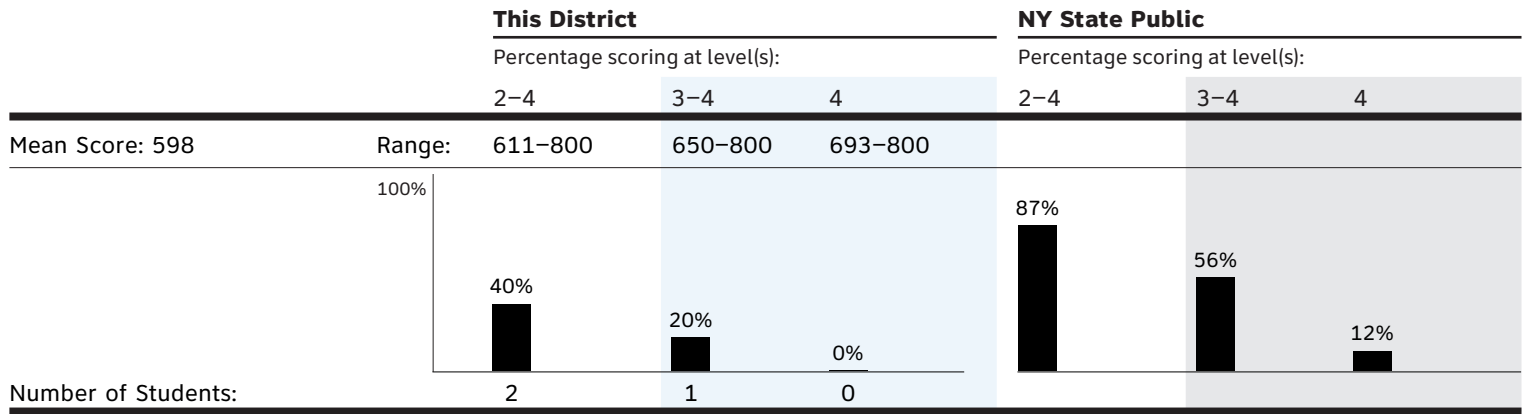 This District NY State Public
Percentage scoring at level(s): Percentage scoring at level(s):
2–4 3–4 4 2–4 3–4 4
Mean Score: 598 Range: 611–800 650–800 693–800
100%
87%
56%
40%
20%
12%
0%
Number of Students: 2 1 0